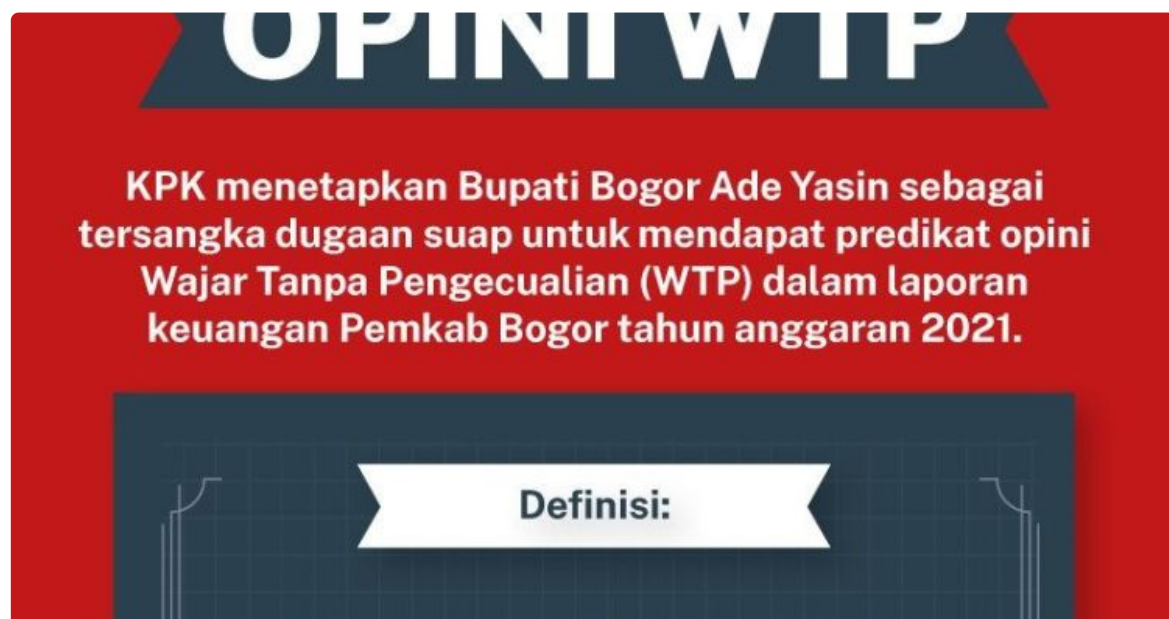 OPINI WTP
KPK menetapkan Bupati Bogor Ade Yasin sebagai
tersangka dugaan suap untuk mendapat predikat opini
Wajar Tanpa Pengecualian (WTP) dalam laporan
keuangan Pemkab Bogor tahun anggaran 2021.
Definisi: